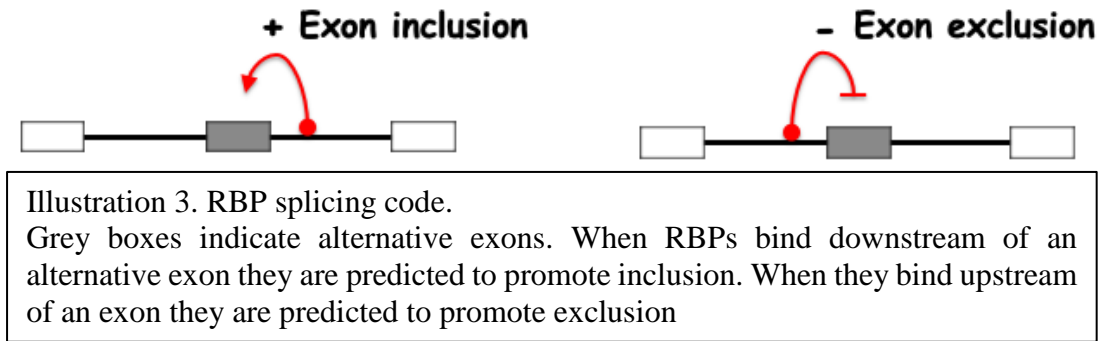 + Exon inclusion
- Exon exclusion
Illustration 3. RBP splicing code.
Grey boxes indicate alternative exons. When RBPs bind downstream of an
alternative exon they are predicted to promote inclusion. When they bind upstream
of an exon they are predicted to promote exclusion